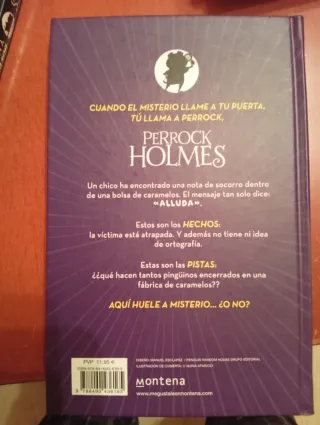 CUANDO EL MISTERIO LLAME A TU PUERTA,
TÚ LLAMA A PERROCK.
PERROCK
HOLMES
Un chico ha encontrado una nota de socorro dentro
de una bolsa de caramelos. El mensaje tan solo dice:
«ALLUDA».
Estos son los HECHOS:
la víctima está atrapada. Y además no tiene ni idea
de ortografía.
Estas son las PISTAS:
¿¿qué hacen tantos pingüinos encerrados en una
fábrica de caramelos??
AQUÍ HUELE A MISTERIO... ¿O NO?
PVP 11,95 €
montena
www.megustaleermontena.com